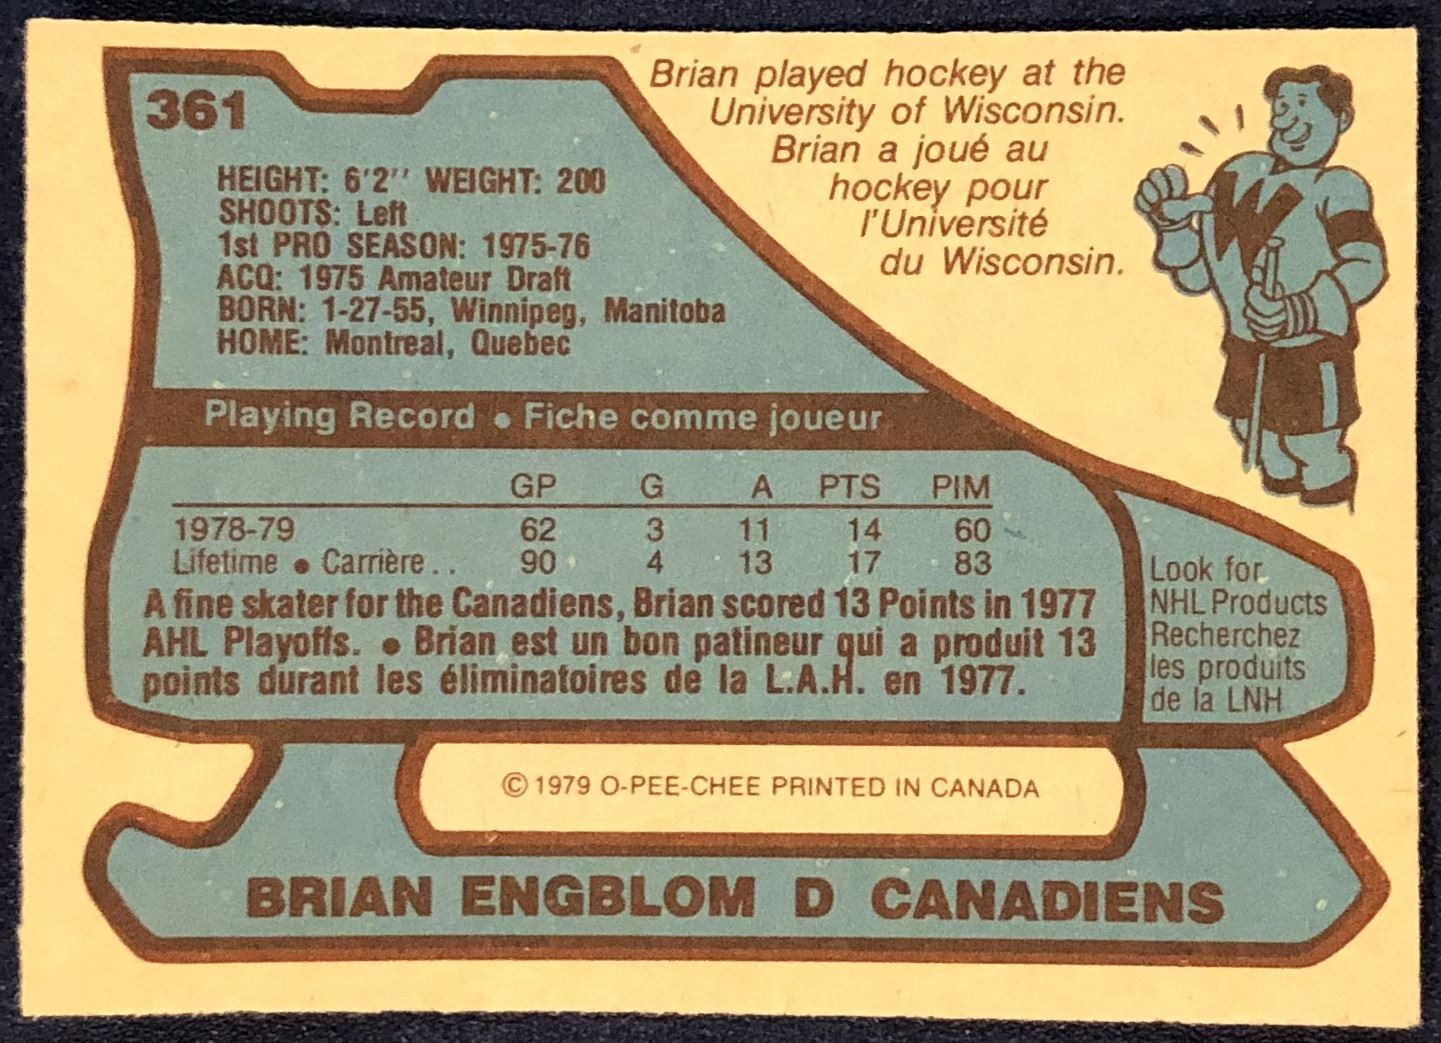 361
Brian played hockey at the
University of Wisconsin.
Brian a joué au
hockey pour
l'Université
du Wisconsin.
W
HEIGHT: 6'2'' WEIGHT: 200
SHOOTS: Left
1st PRO SEASON: 1975-76
ACQ: 1975 Amateur Draft
BORN: 1-27-55, Winnipeg, Manitoba
HOME: Montreal, Quebec
Playing Record • Fiche comme joueur
GP G A PTS PIM
1978-79 62 3 11 14 60
Lifetime • Carrière.. 90 4 13 17 83
A fine skater for the Canadiens, Brian scored 13 Points in 1977
AHL Playoffs. • Brian est un bon patineur qui a produit 13
points durant les éliminatoires de la L.A.H. en 1977.
Look for
NHL Products
Recherchez
les produits
de la LNH
© 1979 O-PEE-CHEE PRINTED IN CANADA
BRIAN ENGBLOM D CANADIENS